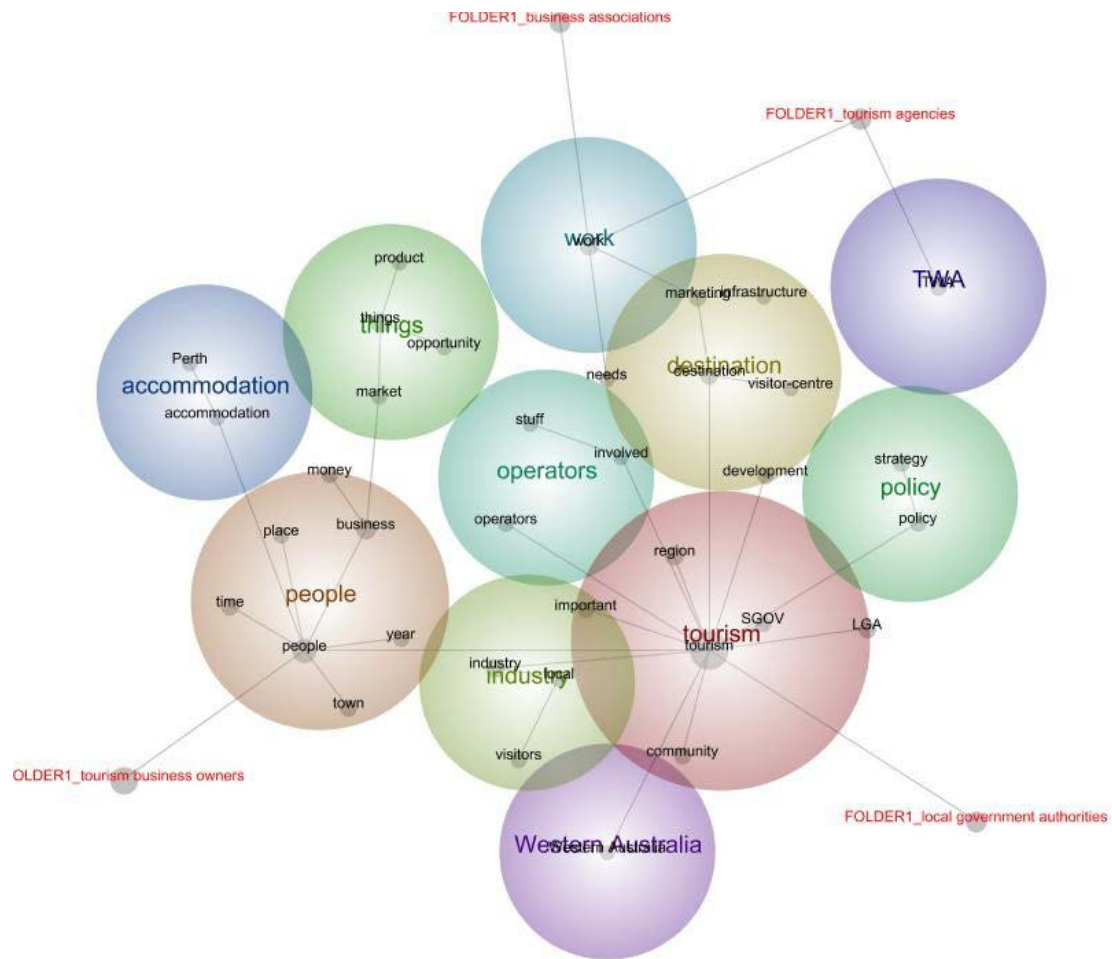 FOLDER1_business associations
FOLDER1_tourism agencies
work
work
TWA
TWA
product
things
things
opportunity
market
marketing
infrastructure
destination
destination
visitor-centre
needs
Perth
accommodation
accommodation
stuff
involved
operators
operators
development
strategy
policy
policy
money
place
business
people
time
people
year
town
region
important
SGOV
LGA
tourism
tourism
industry
local
industry
visitors
community
OLDER1_tourism business owners
FOLDER1_local government authorities
Western Australia
Western Australia